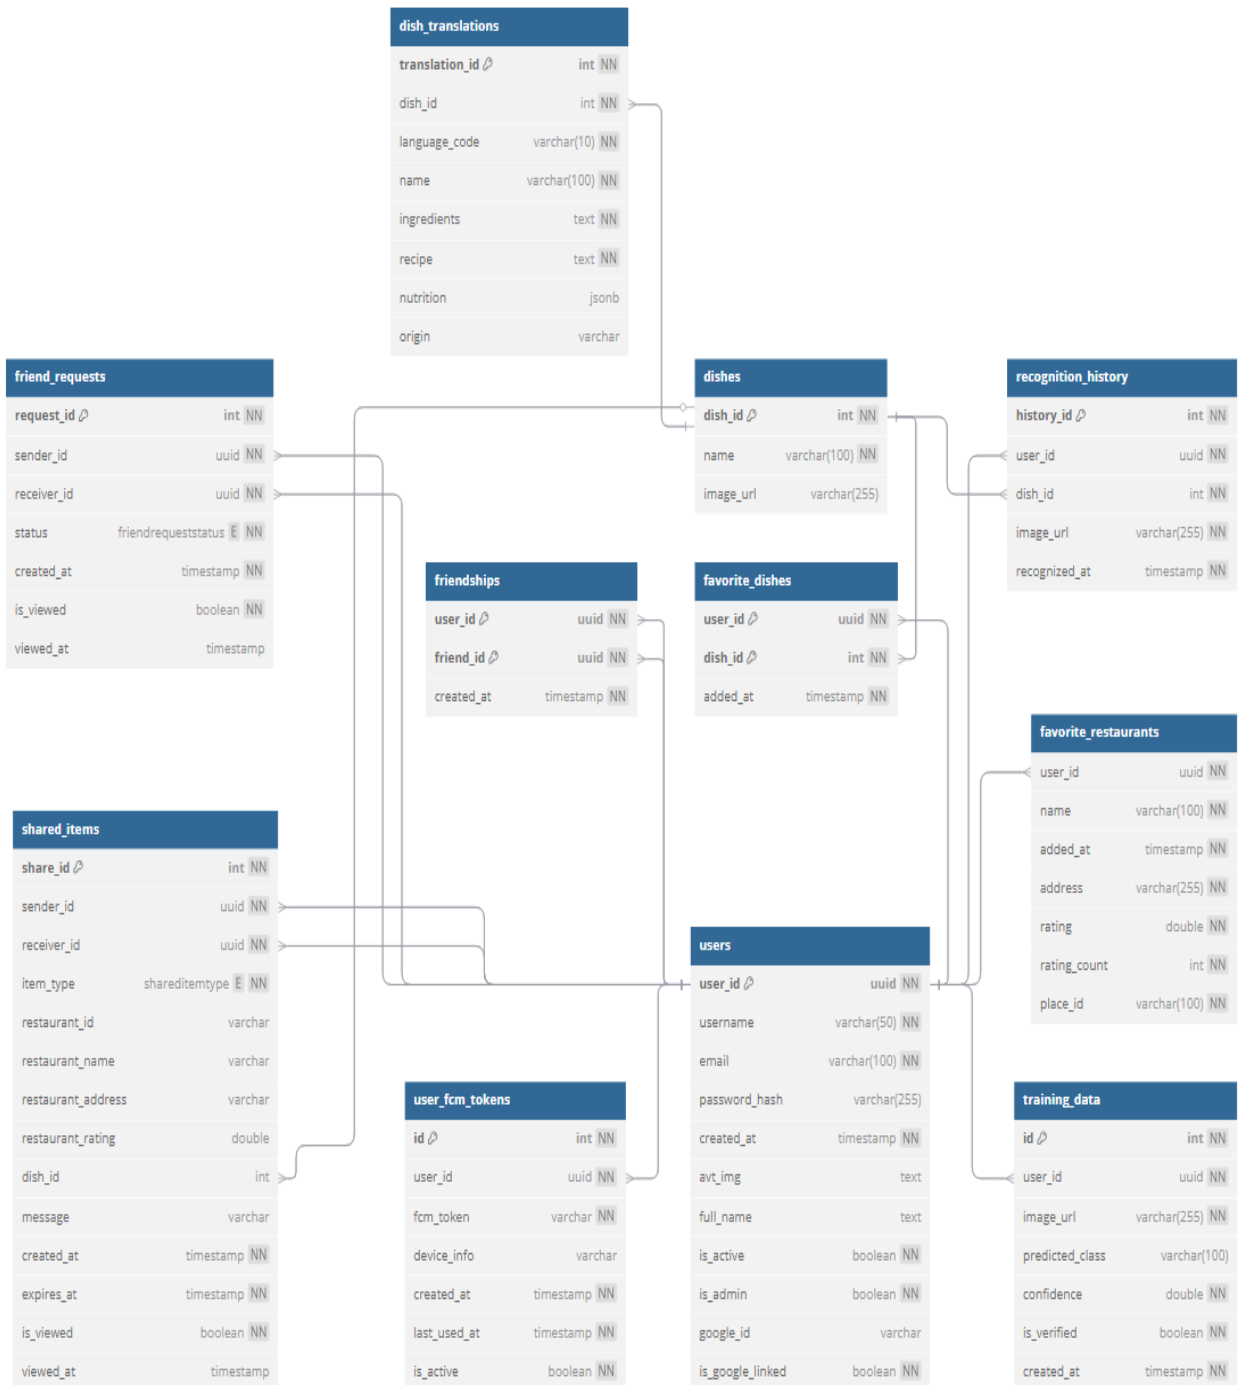 dish_translations
translation_id int NN
dish_id int NN
language_code varchar(10) NN
name varchar(100) NN
ingredients text NN
recipe text NN
nutrition jsonb
origin varchar
friend_requests
request_id int NN
sender_id uuid NN
receiver_id uuid NN
status friendrequeststatus E NN
created_at timestamp NN
is_viewed boolean NN
viewed_at timestamp
dishes
dish_id int NN
name varchar(100) NN
image_url varchar(255)
recognition_history
history_id int NN
user_id uuid NN
dish_id int NN
image_url varchar(255) NN
recognized_at timestamp NN
friendships
user_id uuid NN
friend_id uuid NN
created_at timestamp NN
favorite_dishes
user_id uuid NN
dish_id int NN
added_at timestamp NN
favorite_restaurants
user_id uuid NN
name varchar(100) NN
added_at timestamp NN
address varchar(255) NN
rating double NN
rating_count int NN
place_id varchar(100) NN
shared_items
share_id int NN
sender_id uuid NN
receiver_id uuid NN
item_type shareditemtype E NN
restaurant_id varchar
restaurant_name varchar
restaurant_address varchar
restaurant_rating double
dish_id int
message varchar
created_at timestamp NN
expires_at timestamp NN
is_viewed boolean NN
viewed_at timestamp
user_fcm_tokens
id int NN
user_id uuid NN
fcm_token varchar NN
device_info varchar
created_at timestamp NN
last_used_at timestamp NN
is_active boolean NN
users
user_id uuid NN
username varchar(50) NN
email varchar(100) NN
password_hash varchar(255)
created_at timestamp NN
avt_img text
full_name text
is_active boolean NN
is_admin boolean NN
google_id varchar
is_google_linked boolean NN
training_data
id int NN
user_id uuid NN
image_url varchar(255) NN
predicted_class varchar(100)
confidence double NN
is_verified boolean NN
created_at timestamp NN